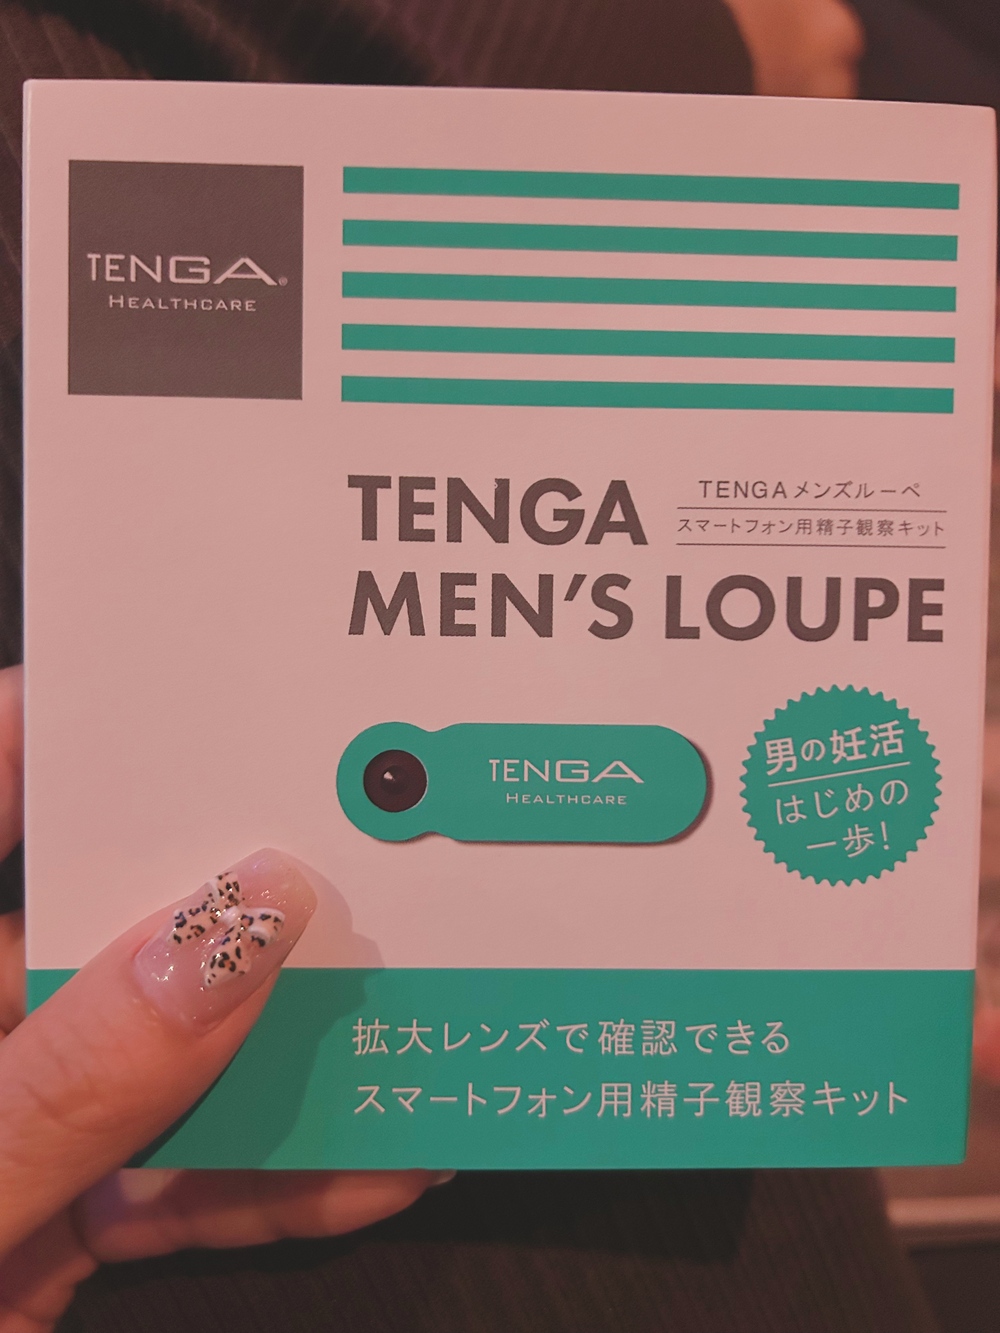 TENGA®
HEALTHCARE
TENGA
MEN'S LOUPE
TENGAメンズルーペ
スマートフォン用精子観察キット
TENGA
HEALTHCARE
男の妊活
はじめの
一歩!
拡大レンズで確認できる
スマートフォン用精子観察キット